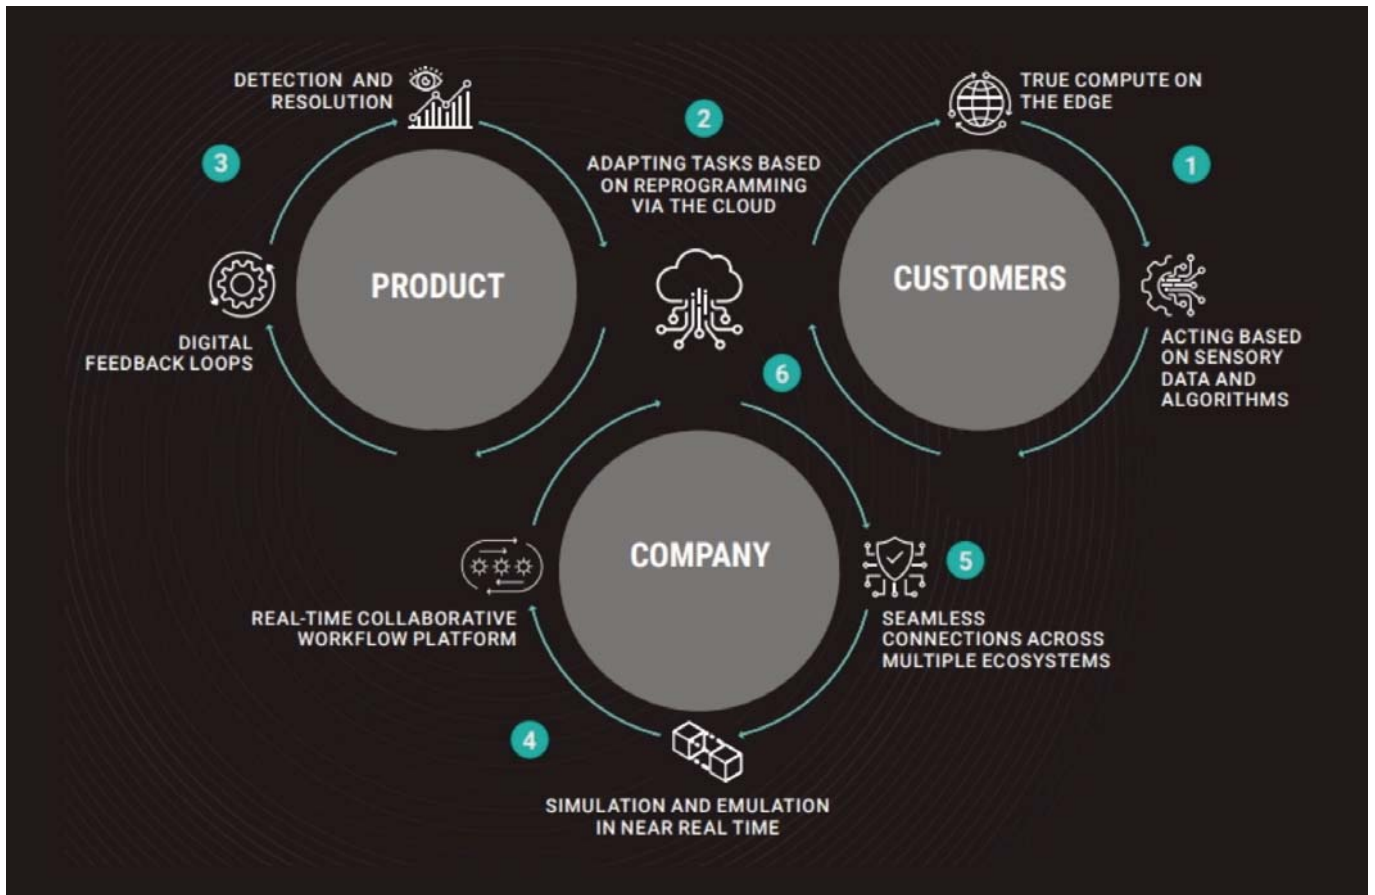 DETECTION AND
RESOLUTION
3
PRODUCT
DIGITAL
FEEDBACK LOOPS
2
ADAPTING TASKS BASED
ON REPROGRAMMING
VIA THE CLOUD
TRUE COMPUTE ON
THE EDGE
1
CUSTOMERS
ACTING BASED
ON SENSORY
DATA AND
ALGORITHMS
6
COMPANY
REAL-TIME COLLABORATIVE
WORKFLOW PLATFORM
5
SEAMLESS
CONNECTIONS ACROSS
MULTIPLE ECOSYSTEMS
4
SIMULATION AND EMULATION
IN NEAR REAL TIME